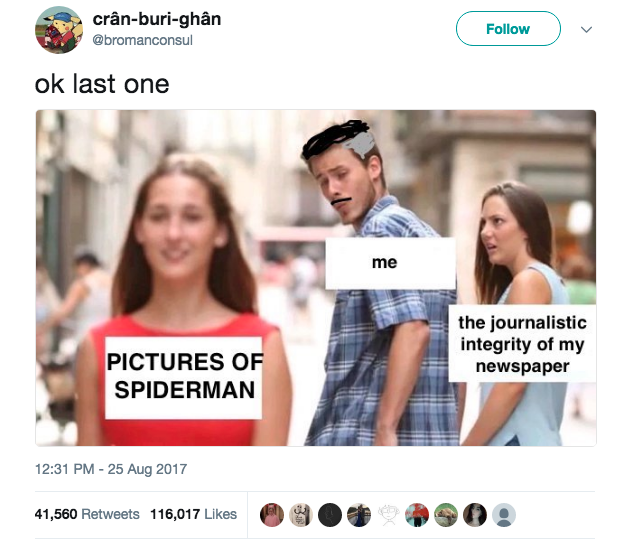 crân-buri-ghân
@bromanconsul
Follow
ok last one
me
the journalistic
integrity of my
newspaper
PICTURES OF
SPIDERMAN
12:31 PM - 25 Aug 2017
41,560 Retweets 116,017 Likes